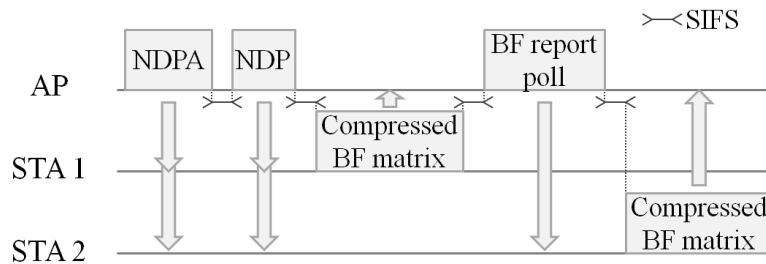 SIFS
NDPA
NDP
BF report
poll
AP
Compressed
BF matrix
STA 1
Compressed
BF matrix
STA 2